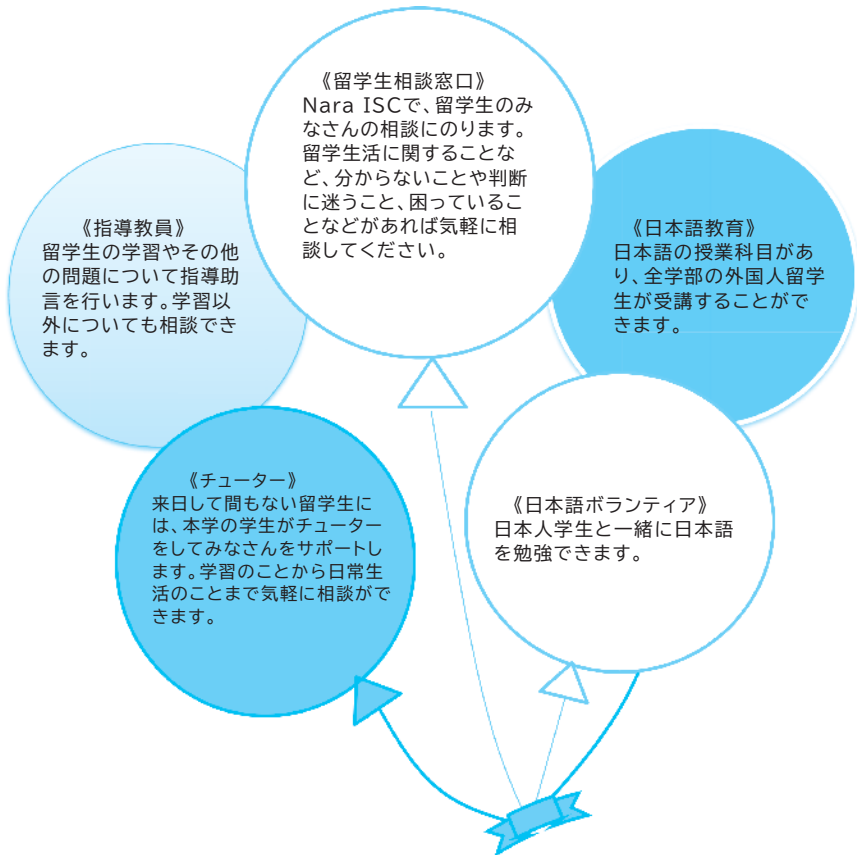 《留学生相談窓口》
Nara ISCで、留学生のみ
なさんの相談にのります。
留学生活に関することな
ど、分からないことや判断
に迷うこと、困っているこ
となどがあれば気軽に相
談してください。
《指導教員》
留学生の学習やその他
の問題について指導助
言を行います。学習以
外についても相談でき
ます。
《日本語教育》
日本語の授業科目があ
り、全学部の外国人留学
生が受講することがで
きます。
《チューター》
来日して間もない留学生に
は、本学の学生がチューター
をしてみなさんをサポートし
ます。学習のことから日常生
活のことまで気軽に相談がで
きます。
《日本語ボランティア》
日本人学生と一緒に日本語
を勉強できます。